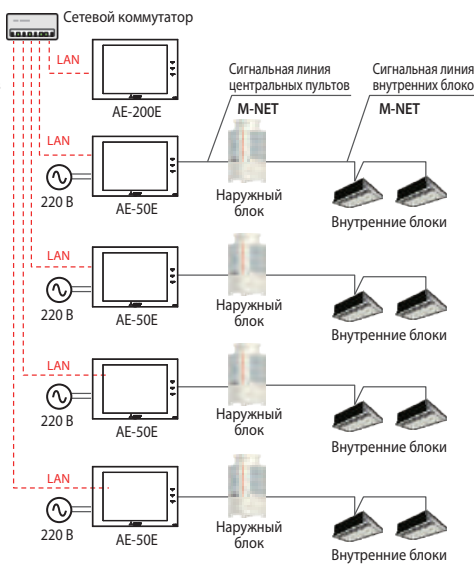 Сетевой коммутатор
LAN
AE-200E
Сигнальная линия
центральных пультов
M-NET
Сигнальная линия
внутренних блоко
M-NET
LAN
220 В
AE-50E
Наружный
блок
Внутренние блоки
LAN
220 В
AE-50E
Наружный
блок
Внутренние блоки
LAN
220 В
AE-50E
Наружный
блок
Внутренние блоки
LAN
220 В
AE-50E
Наружный
блок
Внутренние блоки